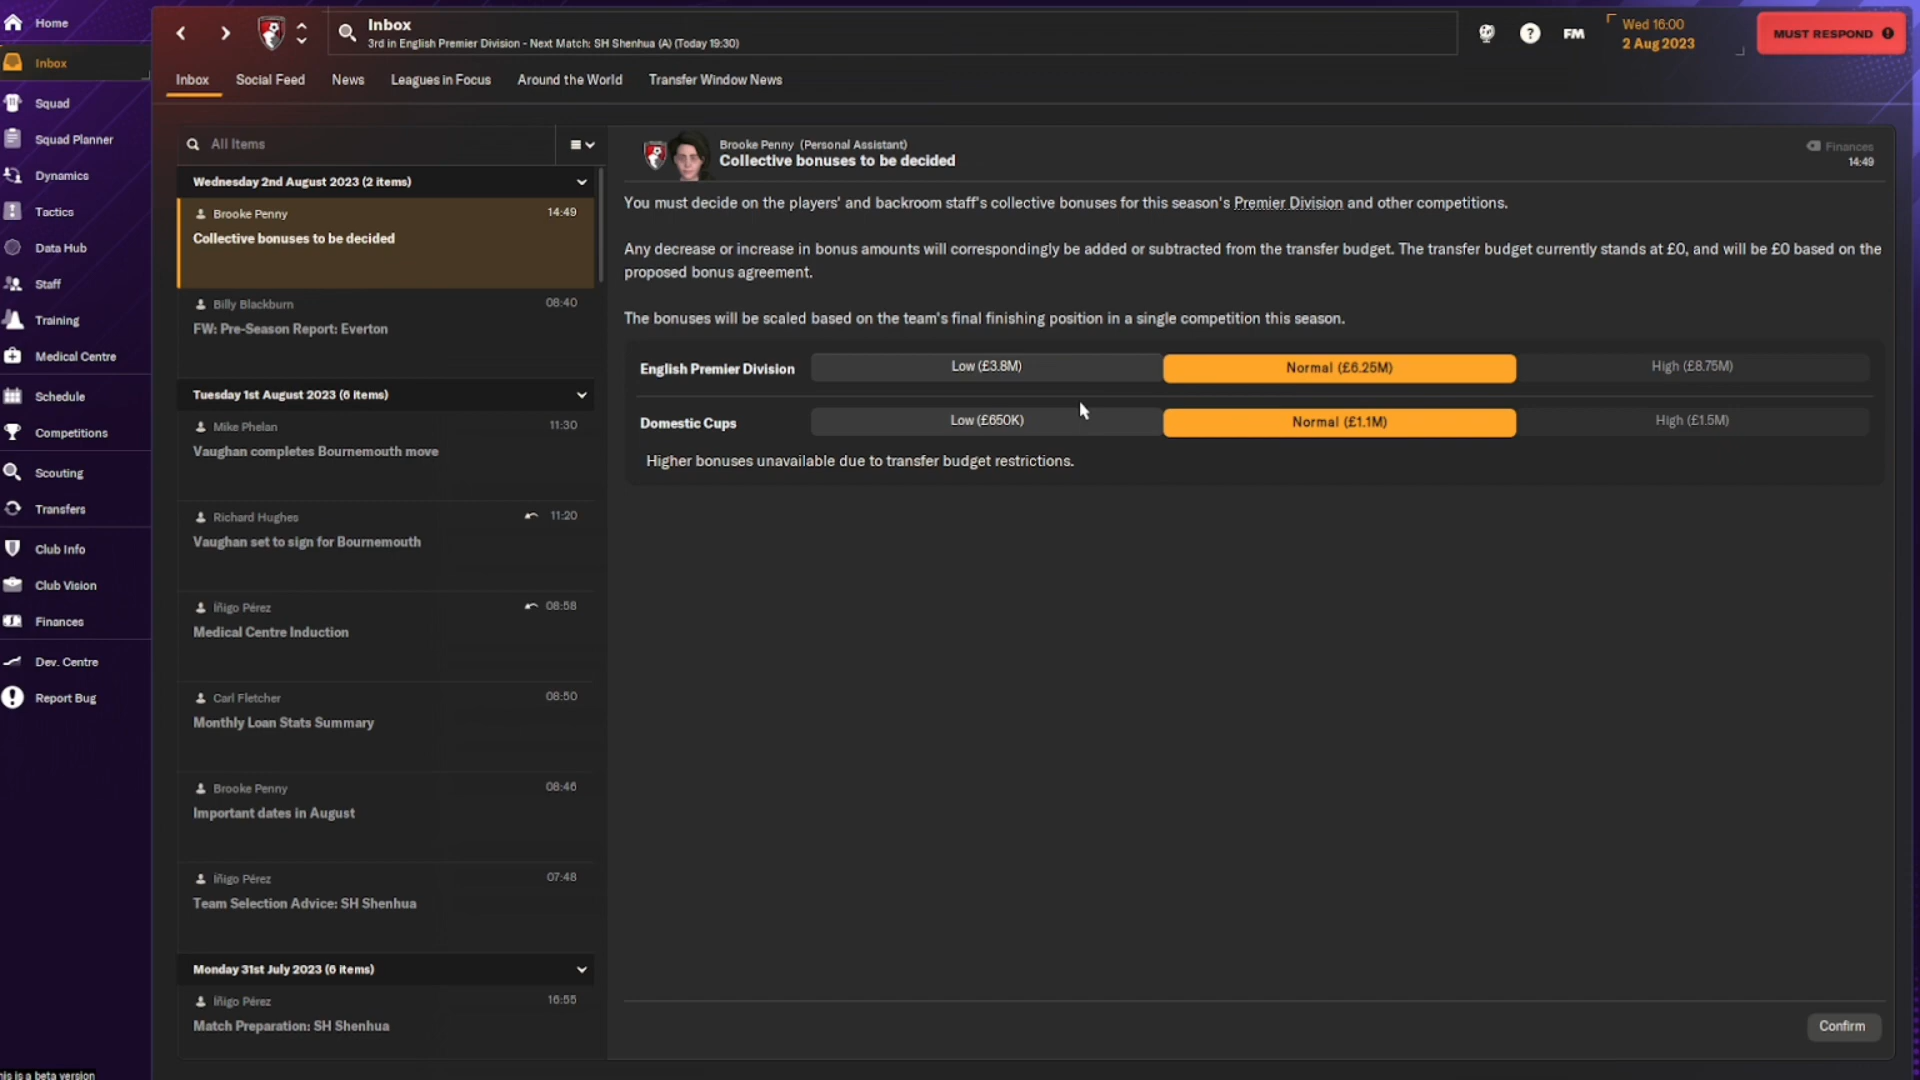 Home
Inbox
Squad
Squad Planner
Dynamics
Tactics
Data Hub
Staff
Training
Medical Centre
Schedule
Competitions
Scouting
Transfers
Club Info
Club Vision
Finances
Dev. Centre
Report Bug
his is a beta version
Inbox
3rd in English Premier Division - Next Match: SH Shenhua (A) (Today 19:30)
FM
Wed 16:00
2 Aug 2023
MUST RESPOND
Inbox Social Feed News Leagues in Focus Around the World Transfer Window News
All Items
Wednesday 2nd August 2023 (2 items)
Brooke Penny 14:49
Collective bonuses to be decided
Billy Blackburn 08:40
FW: Pre-Season Report: Everton
Tuesday 1st August 2023 (6 items)
Mike Phelan 11:30
Vaughan completes Bournemouth move
Richard Hughes 11:20
Vaughan set to sign for Bournemouth
Íñigo Pérez 08:58
Medical Centre Induction
Carl Fletcher 08:50
Monthly Loan Stats Summary
Brooke Penny 08:46
Important dates in August
Íñigo Pérez 07:48
Team Selection Advice: SH Shenhua
Monday 31st July 2023 (6 items)
Íñigo Pérez 16:55
Match Preparation: SH Shenhua
Brooke Penny (Personal Assistant)
Collective bonuses to be decided
Finances
14:49
You must decide on the players' and backroom staff's collective bonuses for this season's Premier Division and other competitions.
Any decrease or increase in bonus amounts will correspondingly be added or subtracted from the transfer budget. The transfer budget currently stands at £0, and will be £0 based on the
proposed bonus agreement.
The bonuses will be scaled based on the team's final finishing position in a single competition this season.
English Premier Division Low (£3.8M) Normal (£6.25M) High (£8.75M)
Domestic Cups Low (£650K) Normal (£1.1M) High (£1.5M)
Higher bonuses unavailable due to transfer budget restrictions.
Confirm